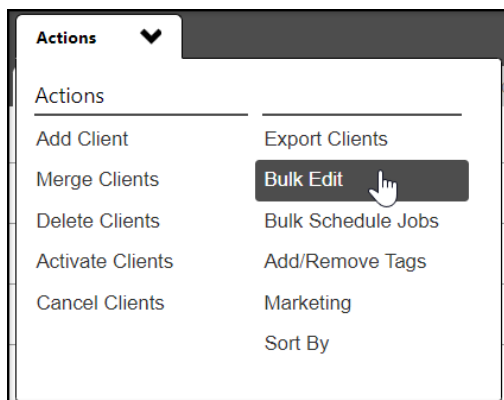 Actions
Actions
Add Client
Merge Clients
Delete Clients
Activate Clients
Cancel Clients
Export Clients
Bulk Edit
Bulk Schedule Jobs
Add/Remove Tags
Marketing
Sort By